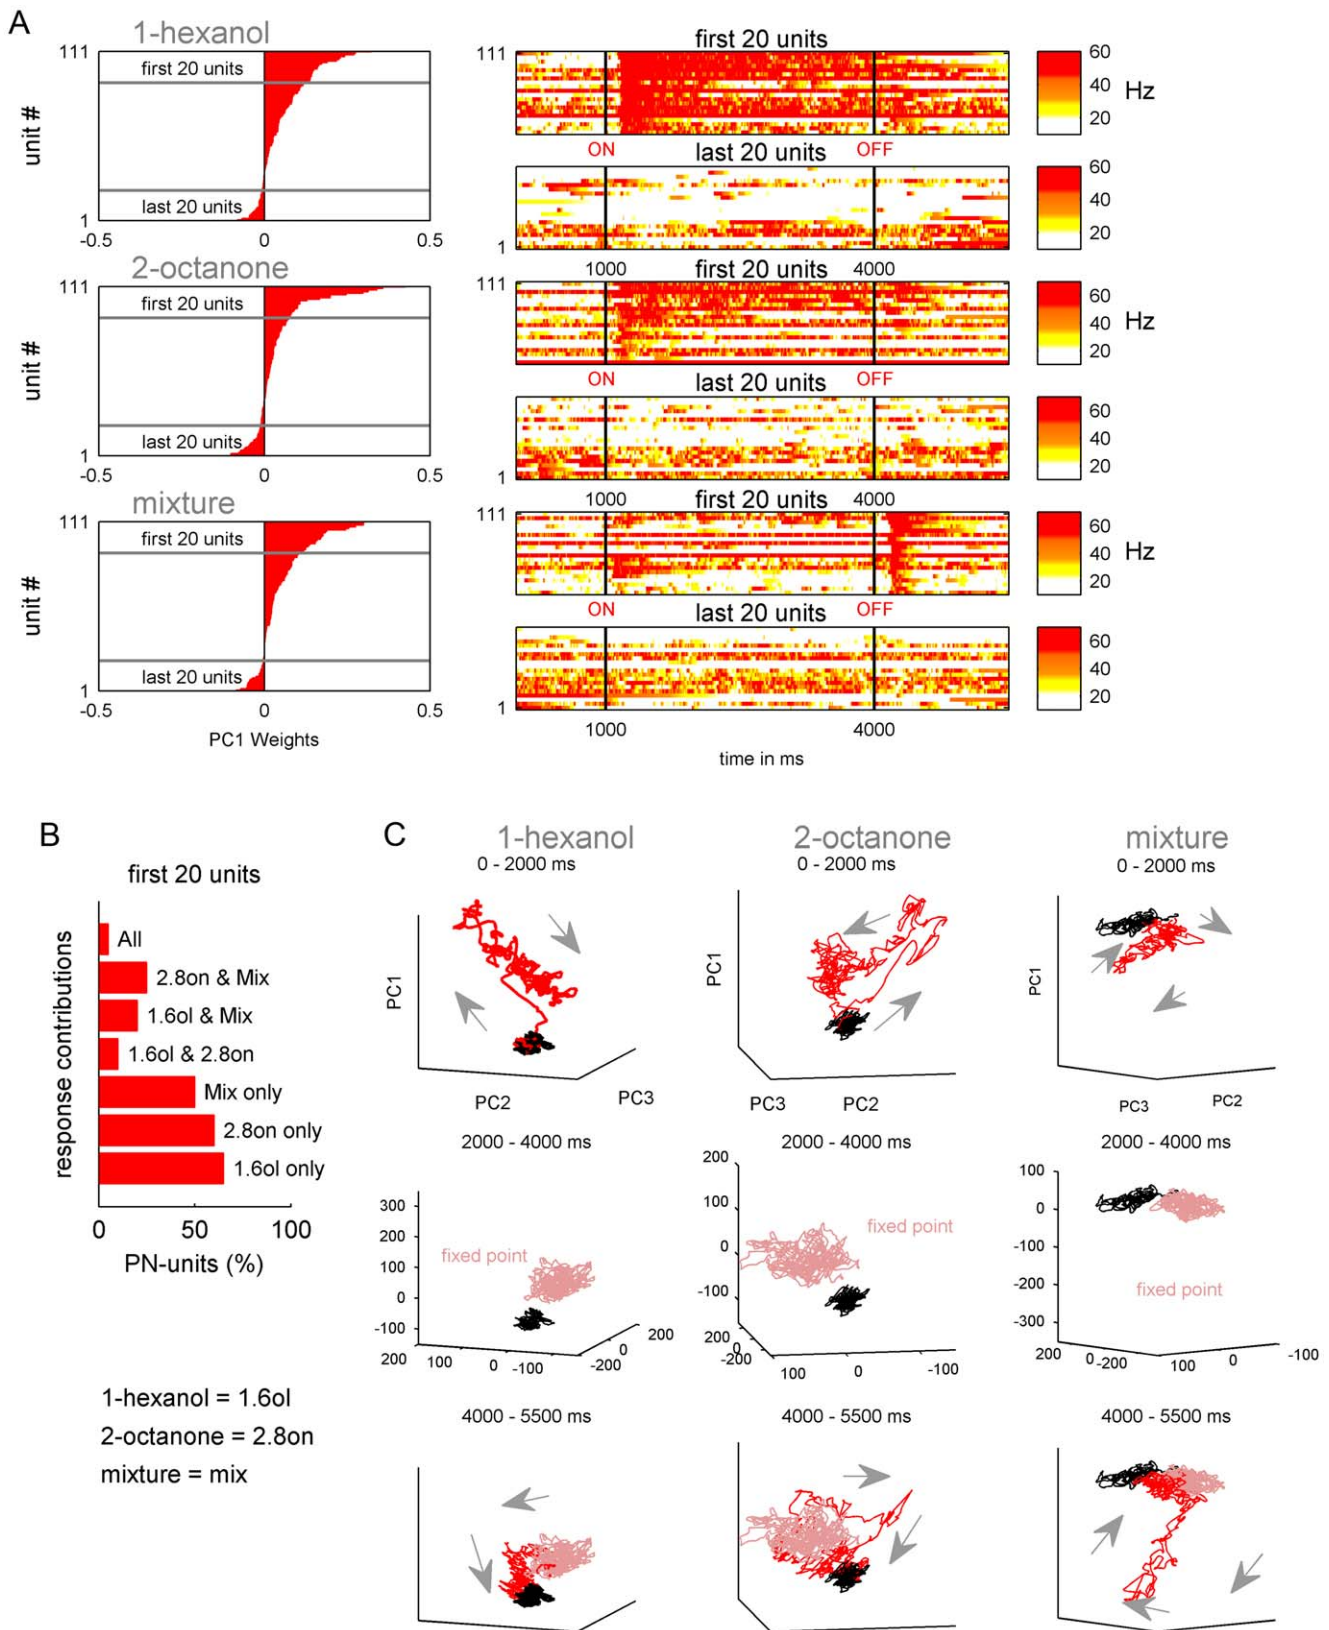 A
1-hexanol
111
first 20 units
unit #
last 20 units
1
-0.5 0 0.5
first 20 units
111
60
40
20
Hz
ON last 20 units OFF
60
40
20
1
1000 4000
2-octanone
111
first 20 units
unit #
last 20 units
1
-0.5 0 0.5
first 20 units
111
60
40
20
Hz
ON last 20 units OFF
60
40
20
1
1000 4000
mixture
111
first 20 units
unit #
last 20 units
1
-0.5 0 0.5
PC1 Weights
first 20 units
111
60
40
20
Hz
ON last 20 units OFF
60
40
20
1
1000 4000
time in ms
B
first 20 units
response contributions
All
2.8on & Mix
1.6ol & Mix
1.6ol & 2.8on
Mix only
2.8on only
1.6ol only
0 50 100
PN-units (%)
1-hexanol = 1.6ol
2-octanone = 2.8on
mixture = mix
C
1-hexanol
0 - 2000 ms
PC1
PC2
PC3
2-octanone
0 - 2000 ms
PC1
PC3
PC2
mixture
0 - 2000 ms
PC1
PC3
PC2
2000 - 4000 ms
300
200
100
0
-100
fixed point
200 100 0 -100
-200 0 200
2000 - 4000 ms
200
100
0
-100
fixed point
200
0
-200
100 0 -100
2000 - 4000 ms
100
0
-100
-200
-300
fixed point
200 0 -200
100 0 -100
4000 - 5500 ms
4000 - 5500 ms
4000 - 5500 ms